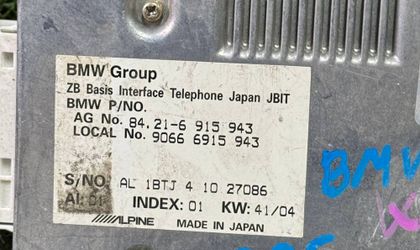 BMW Group
ZB Basis Interface Telephone Japan JBIT
BMW P/NO.
AG No. 84.21-6 915 943
LOCAL No. 9066 6915 943
S/NO. AL 1BTJ 4 10 27086
AI: 01 INDEX: 01 KW: 41/04
ALPINE MADE IN JAPAN
BMW
X